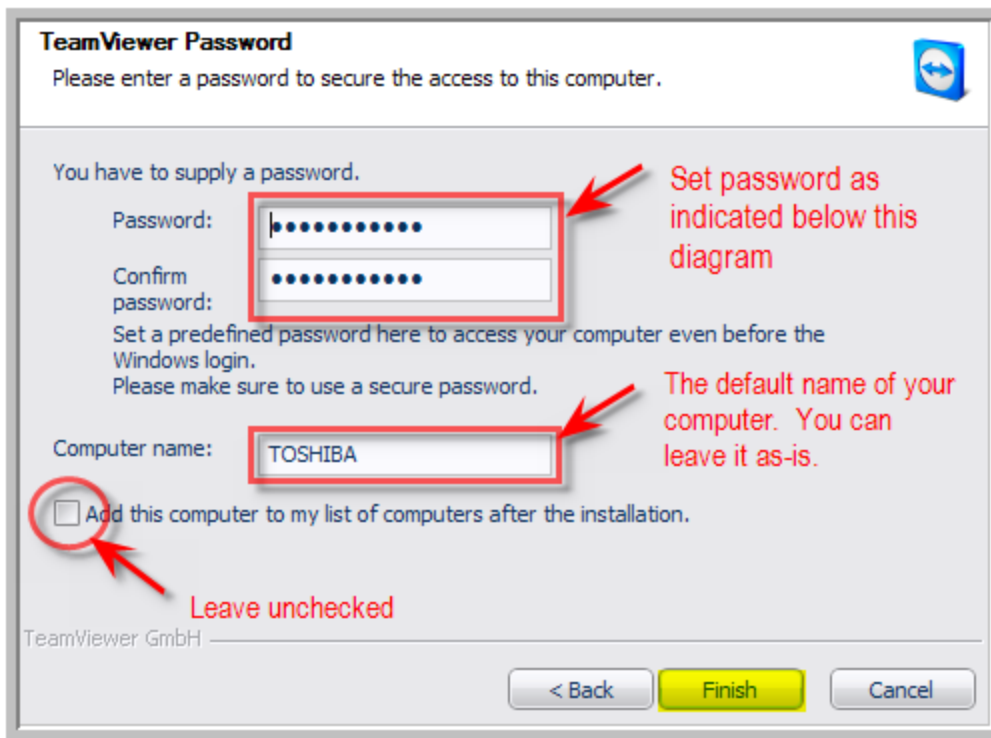 TeamViewer Password
Please enter a password to secure the access to this computer.
You have to supply a password.
Set password as
indicated below this
diagram
Password:
●●●●●●●●●●●
Confirm
password:
●●●●●●●●●●●
Set a predefined password here to access your computer even before the
Windows login.
Please make sure to use a secure password.
The default name of your
computer. You can
leave it as-is.
Computer name:
TOSHIBA
Add this computer to my list of computers after the installation.
Leave unchecked
TeamViewer GmbH
< Back
Finish
Cancel